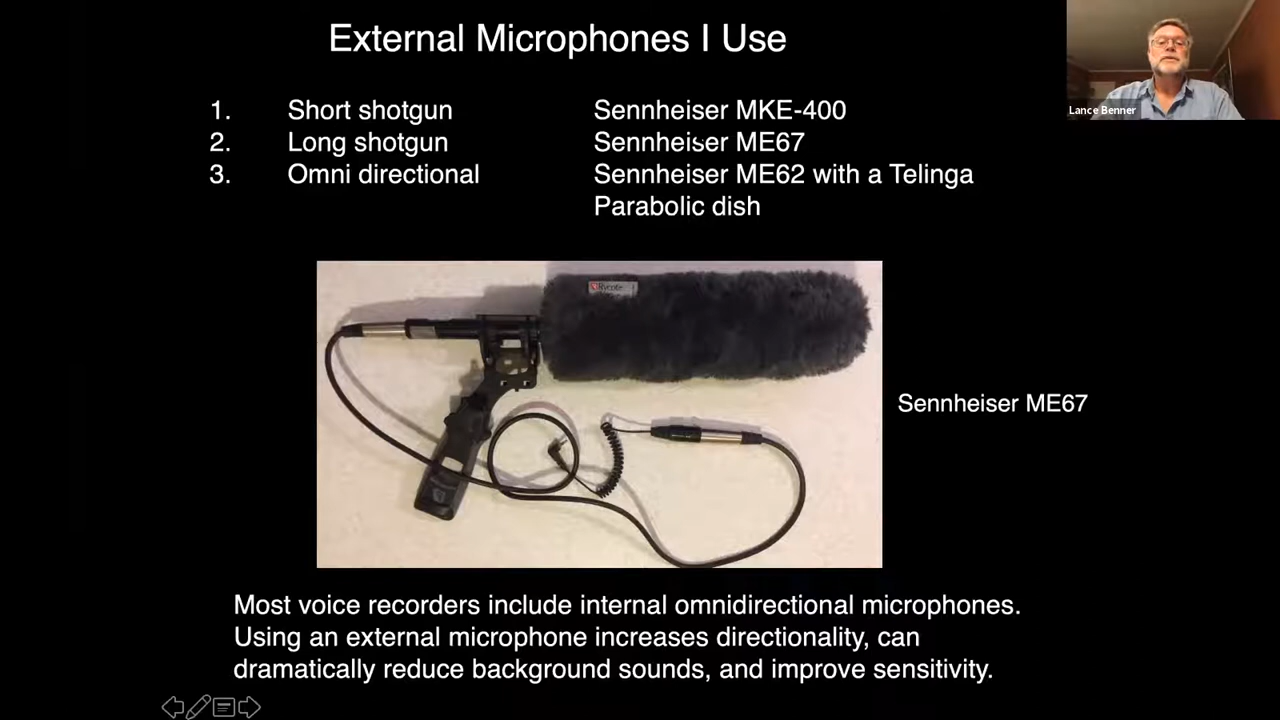 External Microphones I Use
Lance Benner
1. Short shotgun Sennheiser MKE-400
2. Long shotgun Sennheiser ME67
3. Omni directional Sennheiser ME62 with a Telinga
Parabolic dish
Rycote
Sennheiser ME67
Most voice recorders include internal omnidirectional microphones.
Using an external microphone increases directionality, can
dramatically reduce background sounds, and improve sensitivity.